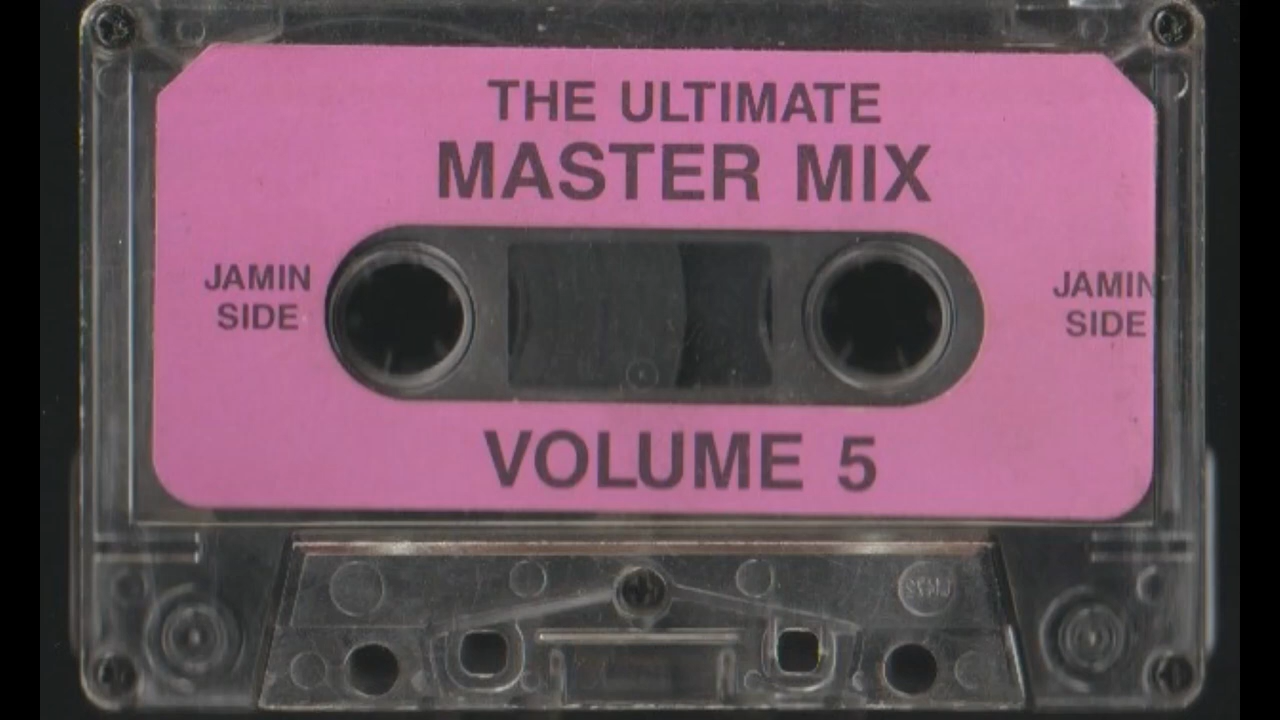 THE ULTIMATE
MASTER MIX
JAMIN
SIDE
JAMIN
SIDE
VOLUME 5